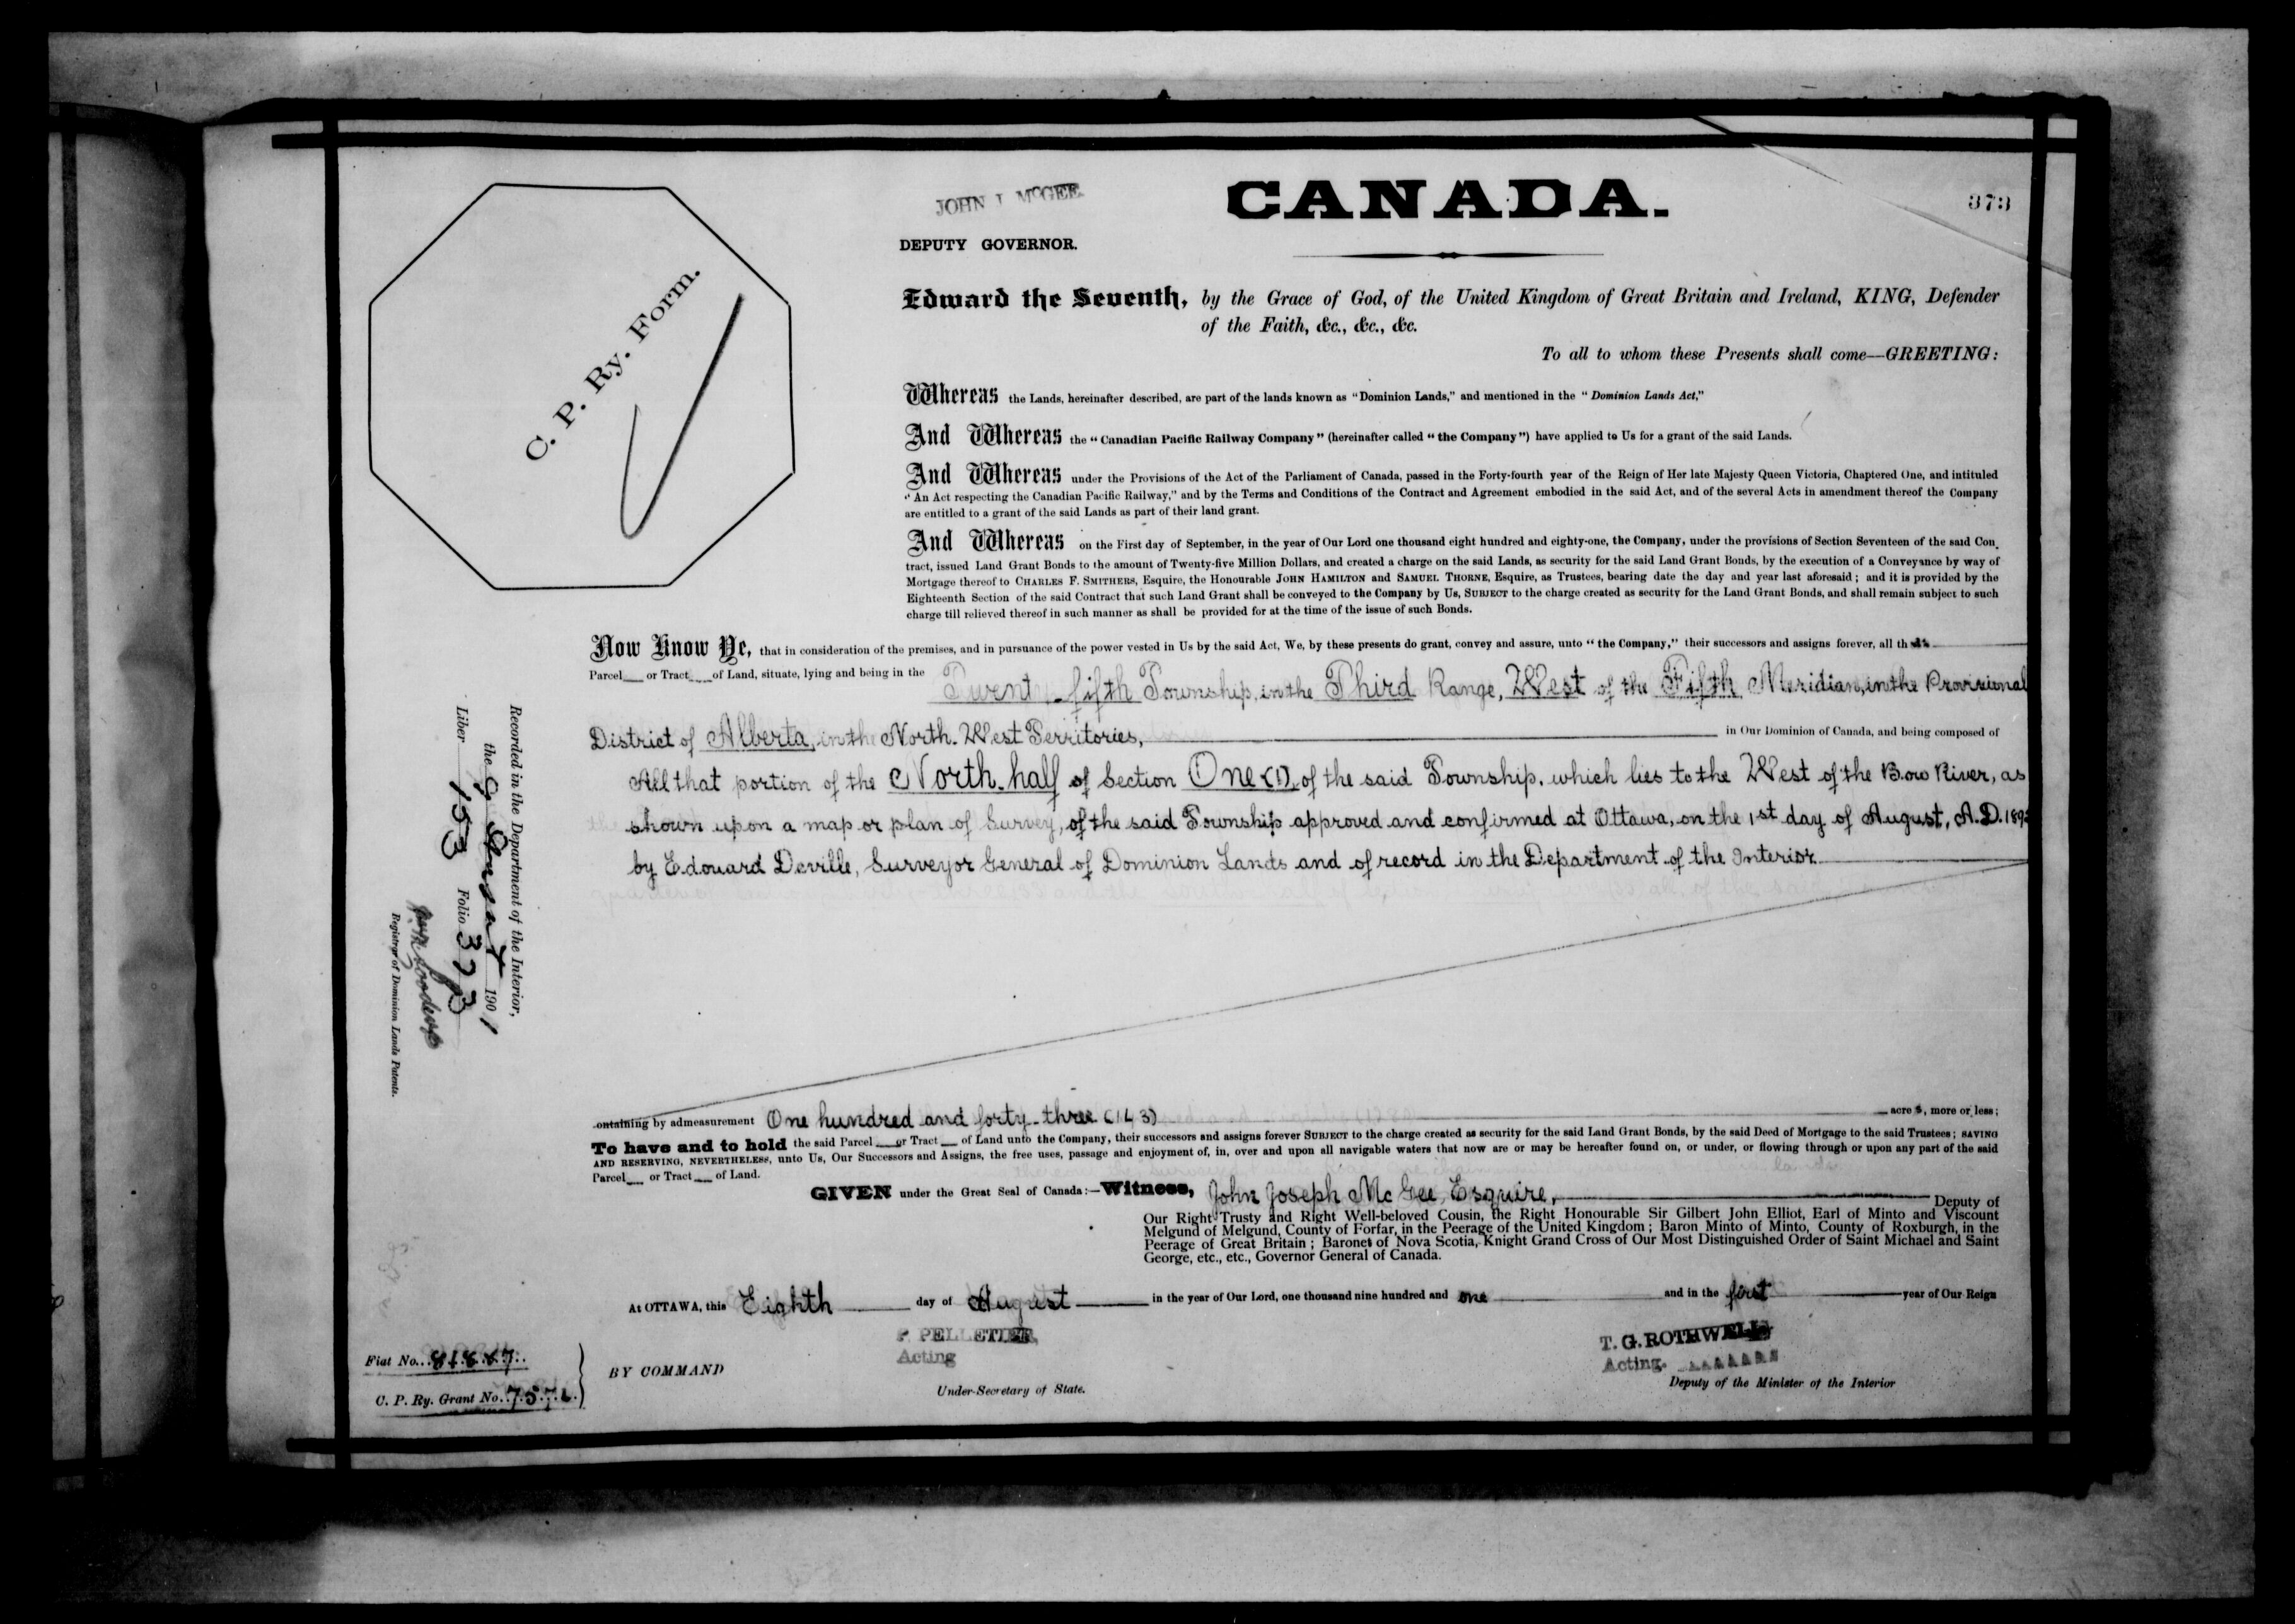 JOHN J McGEE
DEPUTY GOVERNOR.
CANADA.
373
C. P. Ry. Form.
Edward the Seventh, by the Grace of God, of the United Kingdom of Great Britain and Ireland, KING, Defender
of the Faith, &c., &c., &c.
To all to whom these Presents shall come—GREETING:
Whereas the Lands, hereinafter described, are part of the lands known as "Dominion Lands," and mentioned in the "Dominion Lands Act,"
And Whereas the "Canadian Pacific Railway Company" (hereinafter called "the Company") have applied to Us for a grant of the said Lands.
And Whereas under the Provisions of the Act of the Parliament of Canada, passed in the Forty-fourth year of the Reign of Her late Majesty Queen Victoria, Chaptered One, and intituled
"An Act respecting the Canadian Pacific Railway," and by the Terms and Conditions of the Contract and Agreement embodied in the said Act, and of the several Acts in amendment thereof the Company
are entitled to a grant of the said Lands as part of their land grant.
And Whereas on the First day of September, in the year of Our Lord one thousand eight hundred and eighty-one, the Company, under the provisions of Section Seventeen of the said Con
tract, issued Land Grant Bonds to the amount of Twenty-five Million Dollars, and created a charge on the said Lands, as security for the said Land Grant Bonds, by the execution of a Conveyance by way of
Mortgage thereof to CHARLES F. SMITHERS, Esquire, the Honourable JOHN HAMILTON and SAMUEL THORNE, Esquire, as Trustees, bearing date the day and year last aforesaid; and it is provided by the
Eighteenth Section of the said Contract that such Land Grant shall be conveyed to the Company by Us, SUBJECT to the charge created as security for the Land Grant Bonds, and shall remain subject to such
charge till relieved thereof in such manner as shall be provided for at the time of the issue of such Bonds.
Now Know Ye, that in consideration of the premises, and in pursuance of the power vested in Us by the said Act, We, by these presents do grant, convey and assure, unto "the Company," their successors and assigns forever, all that
Parcel or Tract of Land, situate, lying and being in the Twenty-fifth Township, in the Third Range, West of the Fifth Meridian, in the Provisional
District of Alberta, in the North-West Territories, in Our Dominion of Canada, and being composed of
All that portion of the North-half of Section One (1), of the said Township, which lies to the West of the Bow River, as
shown upon a map or plan of Survey, of the said Township approved and confirmed at Ottawa, on the 1st day of August, A.D. 189
by Edouard Deville, Surveyor General of Dominion Lands and of record in the Department of the Interior
ontaining by admeasurement One hundred and forty-three (143) acres, more or less;
To have and to hold the said Parcel or Tract of Land unto the Company, their successors and assigns forever SUBJECT to the charge created as security for the said Land Grant Bonds, by the said Deed of Mortgage to the said Trustees; SAVING
AND RESERVING, NEVERTHELESS, unto Us, Our Successors and Assigns, the free uses, passage and enjoyment of, in, over and upon all navigable waters that now are or may be hereafter found on, or under, or flowing through or upon any part of the said
Parcel or Tract of Land.
GIVEN under the Great Seal of Canada:—Witness, John Joseph McGee, Esquire, Deputy of
Our Right Trusty and Right Well-beloved Cousin, the Right Honourable Sir Gilbert John Elliot, Earl of Minto and Viscount
Melgund of Melgund, County of Forfar, in the Peerage of the United Kingdom; Baron Minto of Minto, County of Roxburgh, in the
Peerage of Great Britain; Baronet of Nova Scotia, Knight Grand Cross of Our Most Distinguished Order of Saint Michael and Saint
George, etc., etc., Governor General of Canada.
At OTTAWA, this Eighth day of August in the year of Our Lord, one thousand nine hundred and one and in the first year of Our Reign
P PELLETIER,
Acting
BY COMMAND
Under-Secretary of State.
T. G. ROTHWELL
Acting.
Deputy of the Minister of the Interior
Fiat No.
C. P. Ry. Grant No.
Recorded in the Department of the Interior,
the 9 August 1901
Liber 153 Folio 373
Registrar of Dominion Lands Patents.